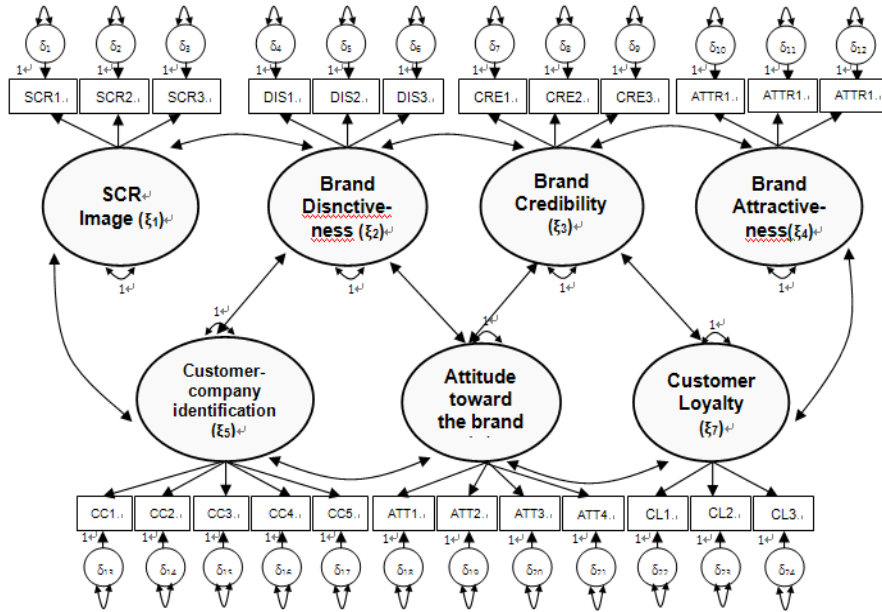 δ1 δ2 δ3 δ4 δ5 δ6 δ7 δ8 δ9 δ10 δ11 δ12
1↵ 1↵ 1↵ 1↵ 1↵ 1↵ 1↵ 1↵ 1↵ 1↵ 1↵ 1↵
SCR1. SCR2. SCR3. DIS1. DIS2. DIS3. CRE1. CRE2. CRE3. ATTR1. ATTR1. ATTR1.
SCR↵
Image (ξ1)↵
Brand
Disnctive-
ness (ξ2)↵
Brand
Credibility
(ξ3)↵
Brand
Attractive-
ness(ξ4)↵
1↵ 1↵ 1↵ 1↵
1↵ 1↵ 1↵
Customer-
company
identification
(ξ5)↵
Attitude
toward
the brand
Customer
Loyalty
(ξ7)↵
CC1. CC2. CC3. CC4. CC5. ATT1. ATT2. ATT3. ATT4. CL1. CL2. CL3.
1↵ 1↵ 1↵ 1↵ 1↵ 1↵ 1↵ 1↵ 1↵ 1↵ 1↵ 1↵
δ13 δ14 δ15 δ16 δ17 δ18 δ19 δ20 δ21 δ22 δ23 δ24